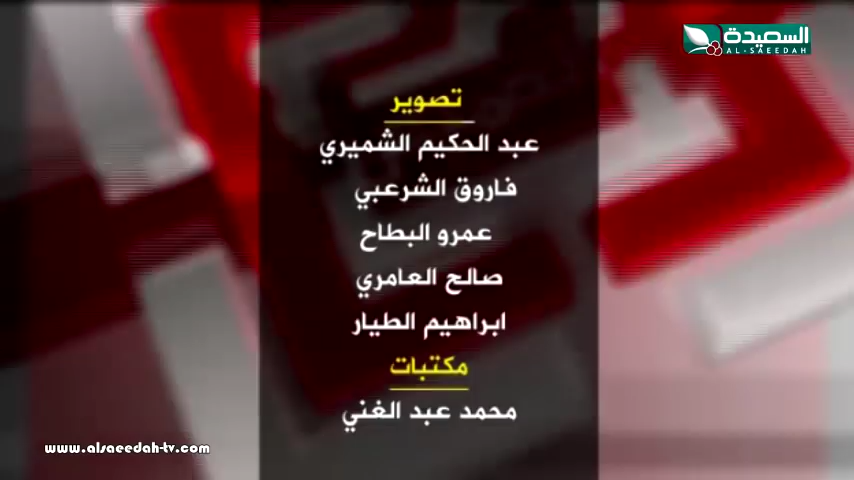 السعيدة
AL-SAEEDAH
تصوير
عبد الحكيم الشميري
فاروق الشرعبي
عمرو البطاح
صالح العامري
ابراهيم الطيار
مكتبات
محمد عبد الغني
www.alsaeedah-tv.com